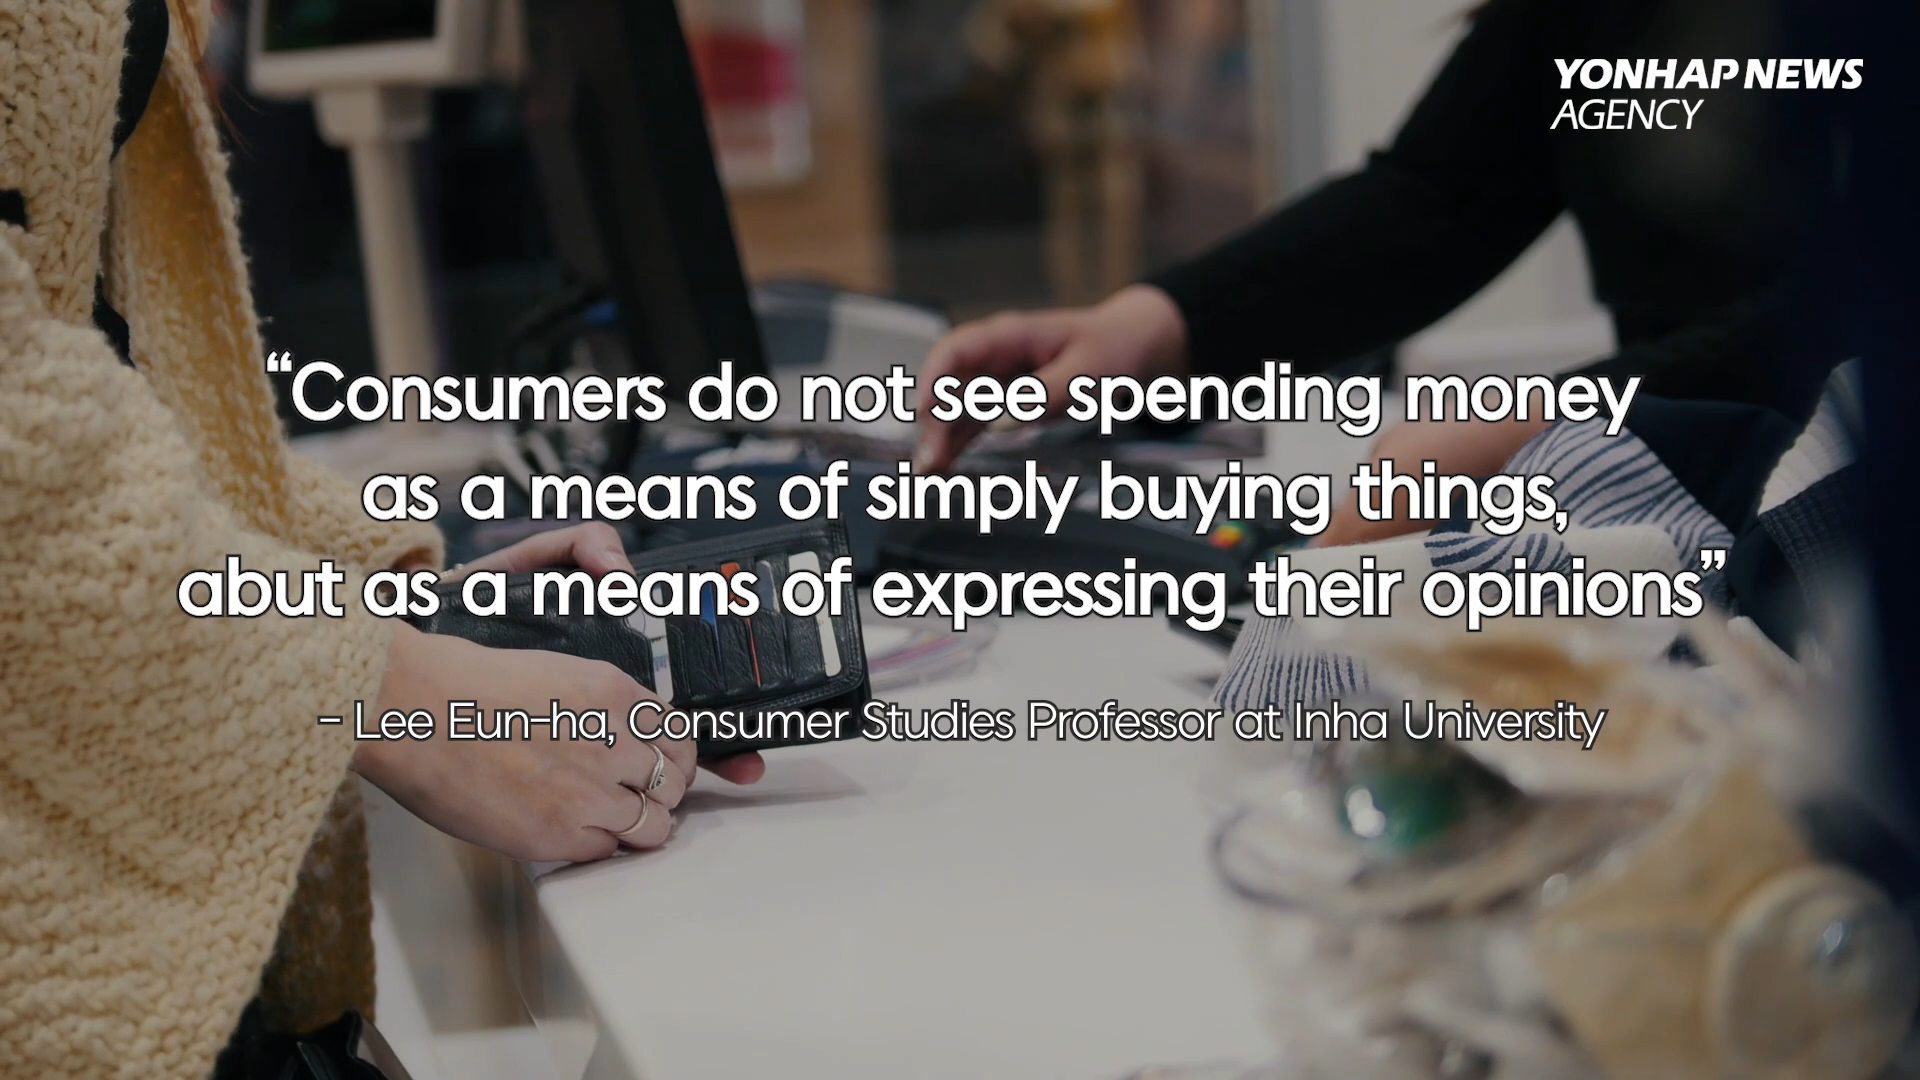 YONHAP NEWS
AGENCY
“Consumers do not see spending money
as a means of simply buying things,
abut as a means of expressing their opinions”
– Lee Eun-ha, Consumer Studies Professor at Inha University